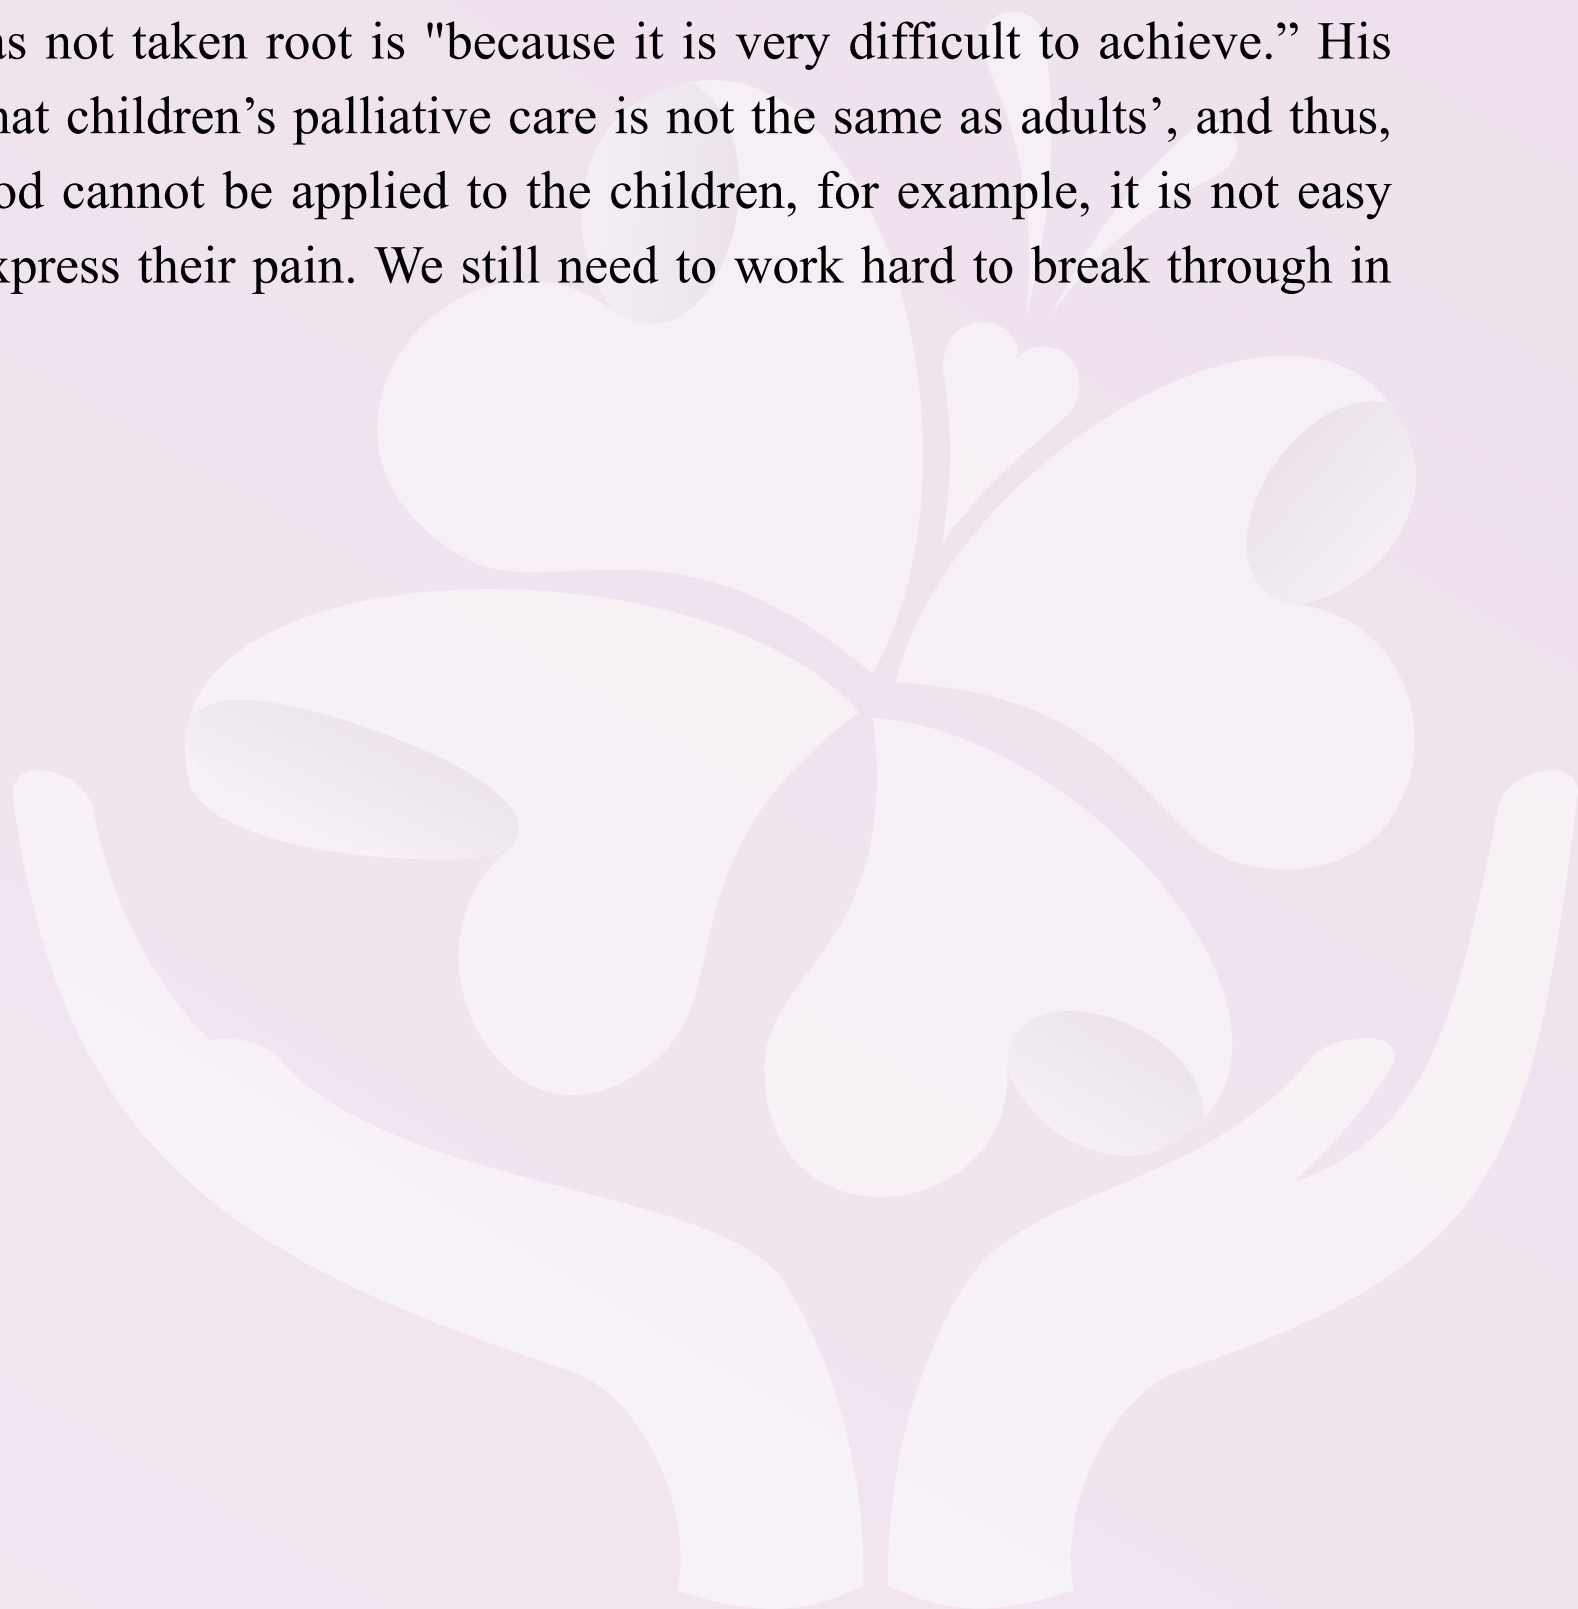 not taken root is "because it is very difficult to achieve.” His
children’s palliative care is not the same as adults’, and thus,
cannot be applied to the children, for example, it is not easy
their pain. We still need to work hard to break through in